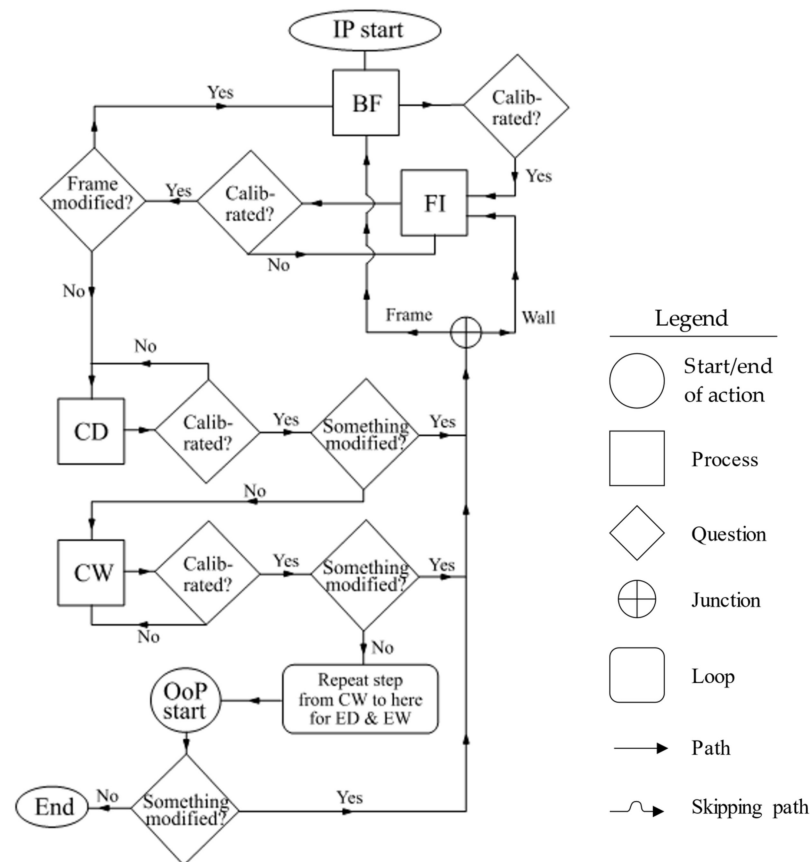 IP start
Yes
BF
Calib-
rated?
Yes
Frame
modified?
Yes
Calib-
rated?
FI
No
No
Frame
Wall
No
CD
Calib-
rated?
Yes
Something
modified?
Yes
No
CW
Calib-
rated?
Yes
Something
modified?
Yes
No
No
Repeat step
from CW to here
for ED & EW
OoP
start
End
No
Something
modified?
Yes
Legend
Start/end
of action
Process
Question
Junction
Loop
Path
Skipping path